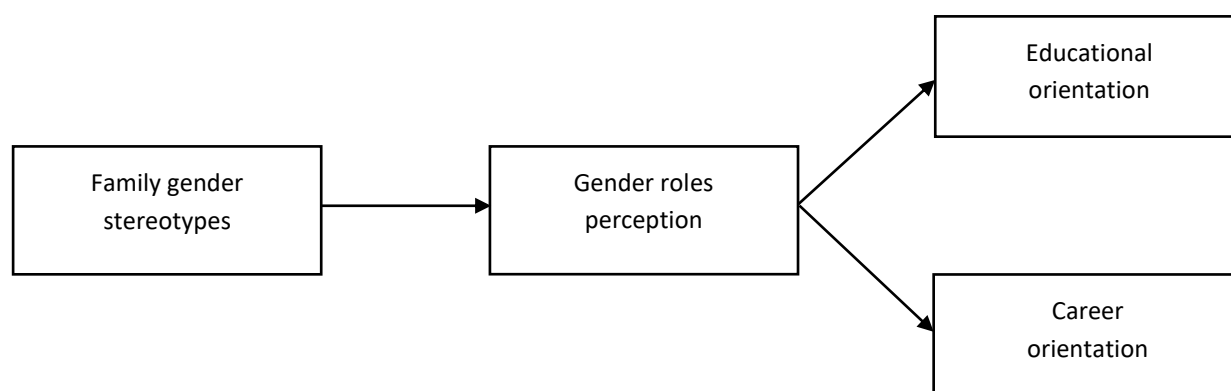 Family gender
stereotypes
Gender roles
perception
Educational
orientation
Career
orientation